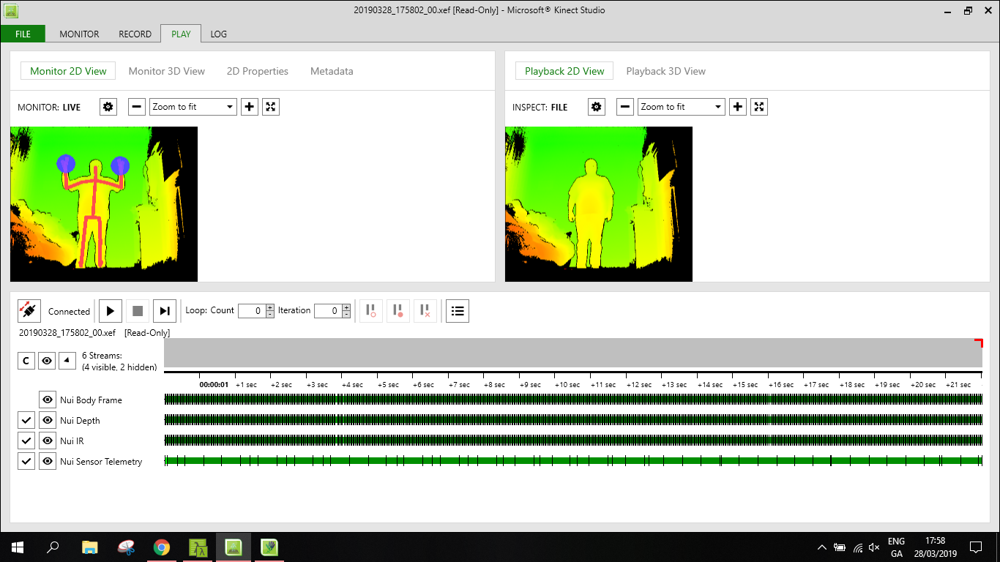 20190328_175802_00.xef [Read-Only] - Microsoft® Kinect Studio
FILE MONITOR RECORD PLAY LOG
Monitor 2D View Monitor 3D View 2D Properties Metadata
Playback 2D View Playback 3D View
MONITOR: LIVE Zoom to fit
INSPECT: FILE Zoom to fit
Connected Loop: Count 0 Iteration 0
20190328_175802_00.xef [Read-Only]
C 6 Streams:
(4 visible, 2 hidden)
00:00:01 +1 sec +2 sec +3 sec +4 sec +5 sec +6 sec +7 sec +8 sec +9 sec +10 sec +11 sec +12 sec +13 sec +14 sec +15 sec +16 sec +17 sec +18 sec +19 sec +20 sec +21 sec
Nui Body Frame
Nui Depth
Nui IR
Nui Sensor Telemetry
ENG 17:58
GA 28/03/2019